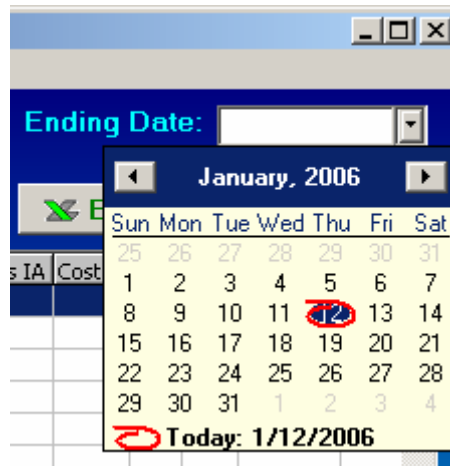 Ending Date:
January, 2006
E
Sun Mon Tue Wed Thu Fri Sat
25 26 27 28 29 30 31
s IA Cost
1 2 3 4 5 6 7
8 9 10 11 12 13 14
15 16 17 18 19 20 21
22 23 24 25 26 27 28
29 30 31 1 2 3 4
Today: 1/12/2006